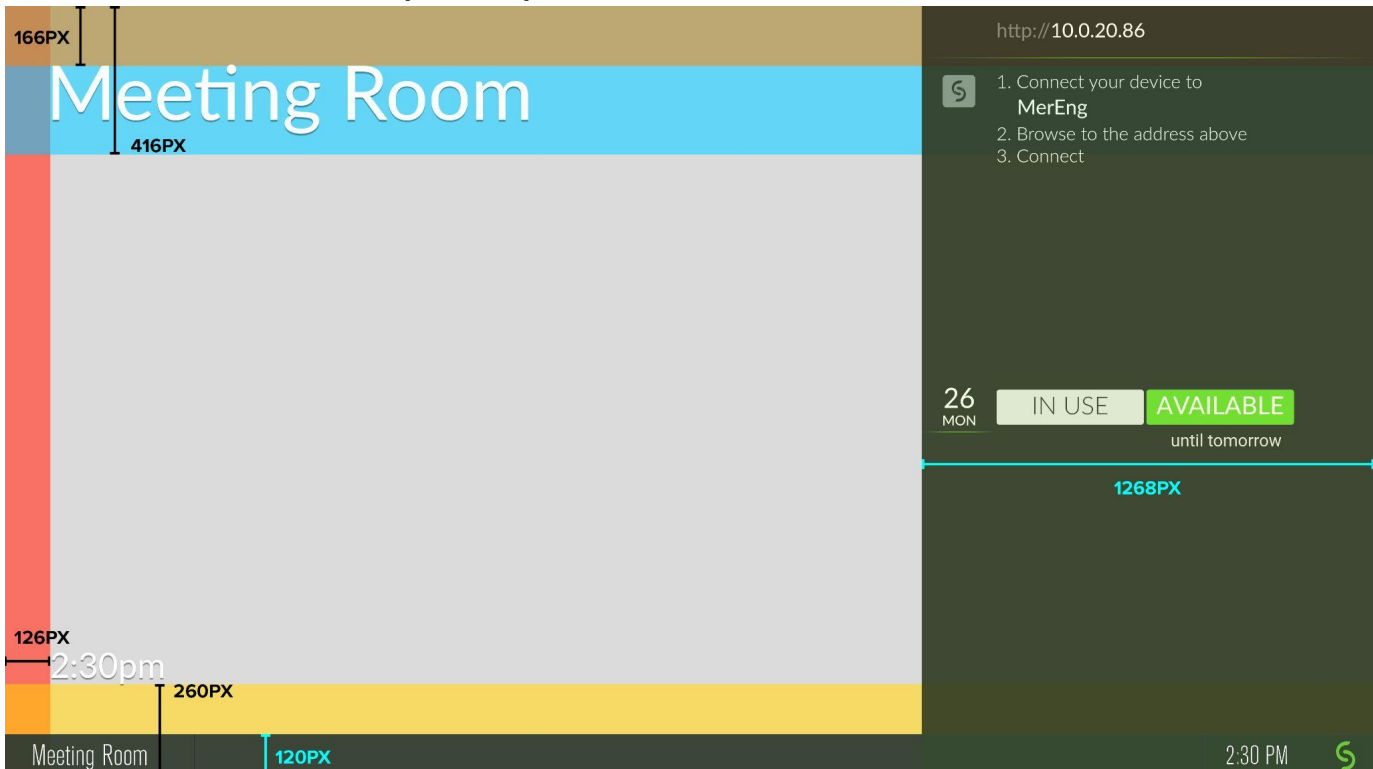 166PX
http://10.0.20.86
Meeting Room
416PX
1. Connect your device to
MerEng
2. Browse to the address above
3. Connect
26
MON
IN USE
AVAILABLE
until tomorrow
1268PX
126PX
2:30pm
260PX
Meeting Room
120PX
2:30 PM